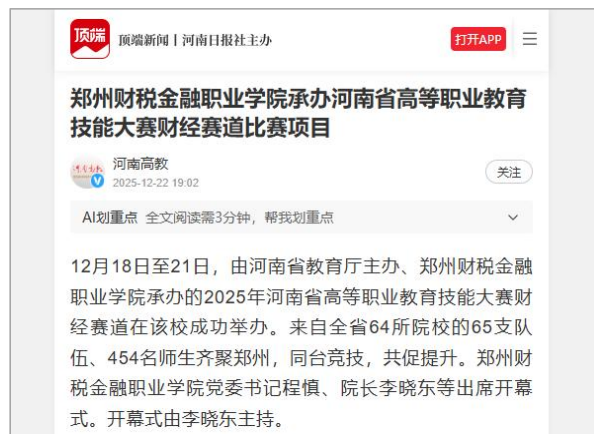 顶端
顶端新闻丨河南日报社主办
打开APP
郑州财税金融职业学院承办河南省高等职业教育
技能大赛财经赛道比赛项目
河南高教
2025-12-22 19:02
关注
AI划重点 全文阅读需3分钟，帮我划重点
12月18日至21日，由河南省教育厅主办、郑州财税金融
职业学院承办的2025年河南省高等职业教育技能大赛财
经赛道在该校成功举办。来自全省64所院校的65支队
伍、454名师生齐聚郑州，同台竞技，共促提升。郑州财
税金融职业学院党委书记程慎、院长李晓东等出席开幕
式。开幕式由李晓东主持。